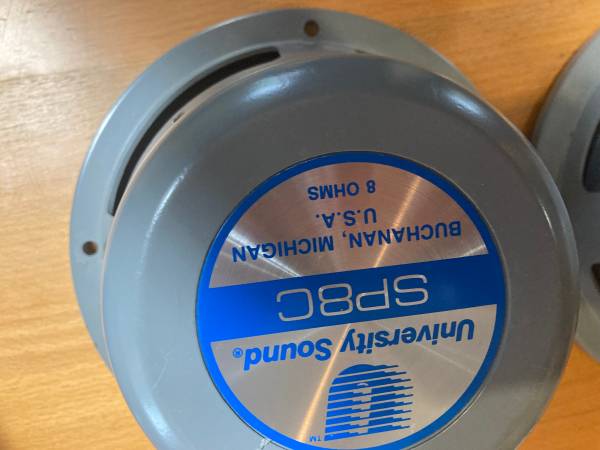 TM
University Sound®
SP8C
BUCHANAN, MICHIGAN
U.S.A.
8 OHMS